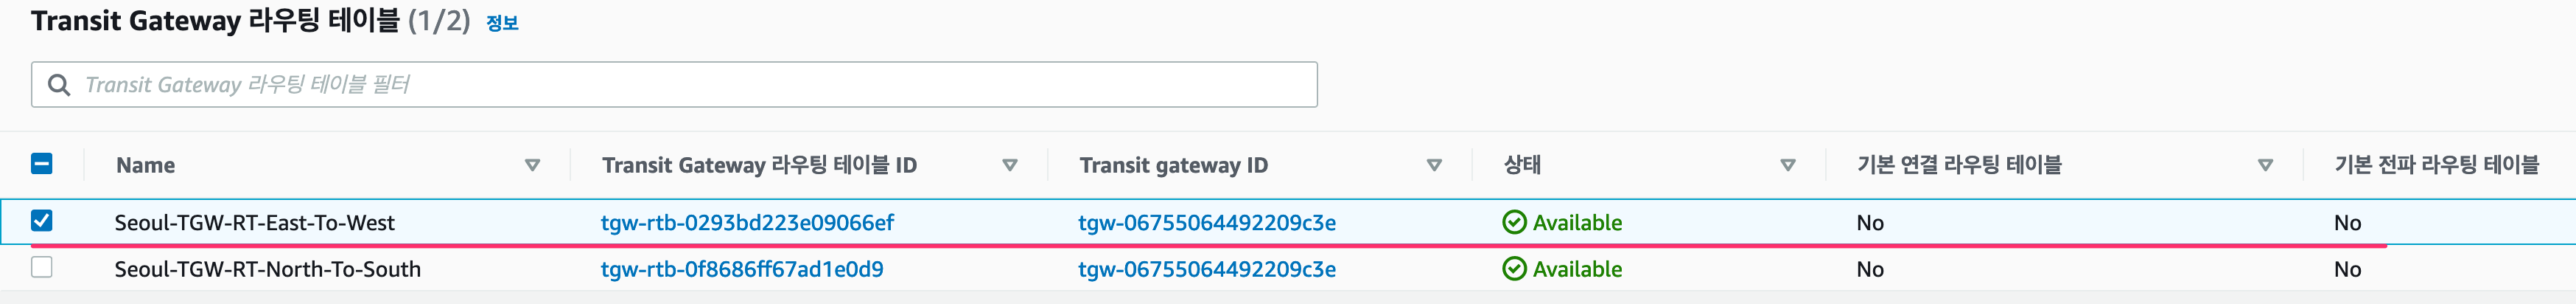 Transit Gateway 라우팅 테이블 (1/2) 정보
Transit Gateway 라우팅 테이블 필터
Name Transit Gateway 라우팅 테이블 ID Transit gateway ID 상태 기본 연결 라우팅 테이블 기본 전파 라우팅 테이블
Seoul-TGW-RT-East-To-West tgw-rtb-0293bd223e09066ef tgw-06755064492209c3e Available No No
Seoul-TGW-RT-North-To-South tgw-rtb-0f8686ff67ad1e0d9 tgw-06755064492209c3e Available No No